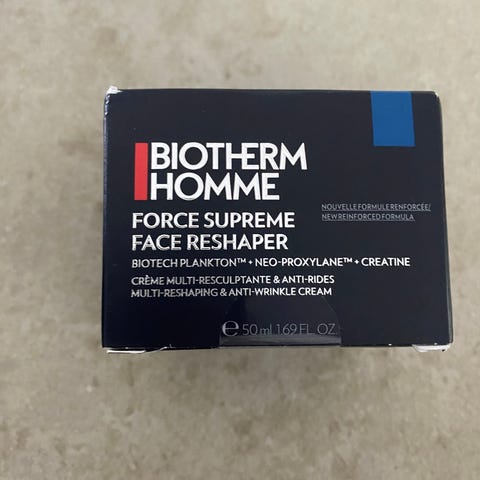 BIOTHERM
HOMME
FORCE SUPREME
FACE RESHAPER
NOUVELLE FORMULE RENFORCÉE/
NEW REINFORCED FORMULA
BIOTECH PLANKTON™ + NEO-PROXYLANE™ + CREATINE
CRÈME MULTI-RESCULPTANTE & ANTI-RIDES
MULTI-RESHAPING & ANTI-WRINKLE CREAM
℮ 50 ml 1.69 FL. OZ.